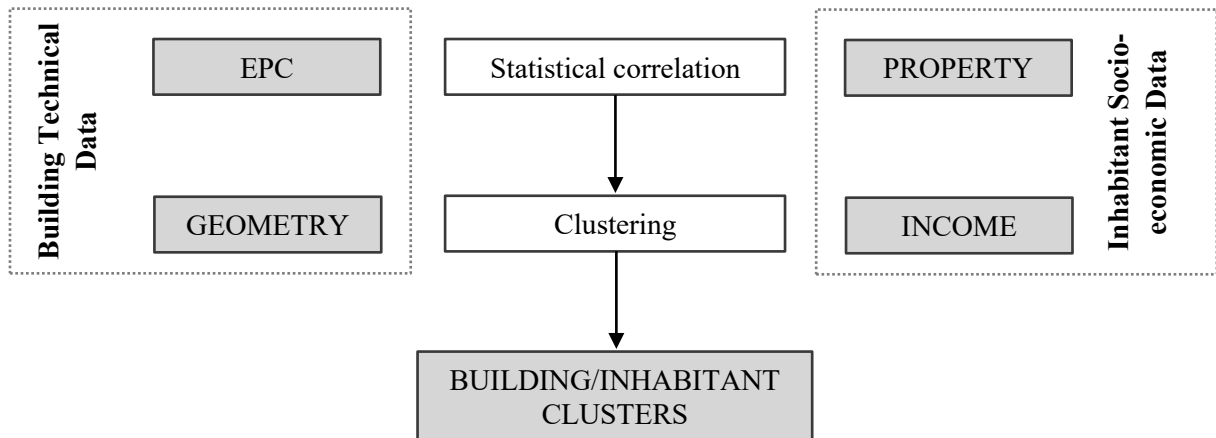 Building Technical
Data
EPC
GEOMETRY
Statistical correlation
Clustering
BUILDING/INHABITANT
CLUSTERS
PROPERTY
INCOME
Inhabitant Socio-
economic Data